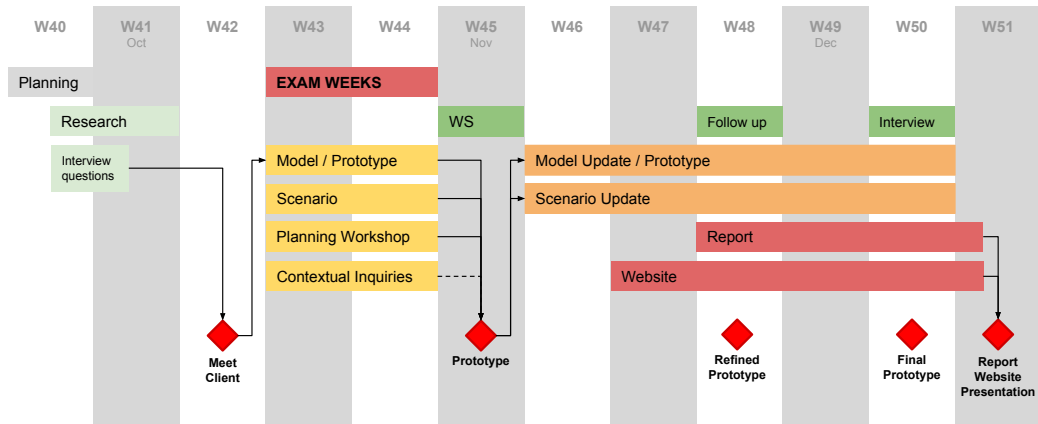 W40 W41 W42 W43 W44 W45 W46 W47 W48 W49 W50 W51
Oct Nov Dec
Planning EXAM WEEKS
Research WS Follow up Interview
Interview
questions
Model / Prototype Model Update / Prototype
Scenario Scenario Update
Planning Workshop Report
Contextual Inquiries Website
Meet
Client
Prototype
Refined
Prototype
Final
Prototype
Report
Website
Presentation